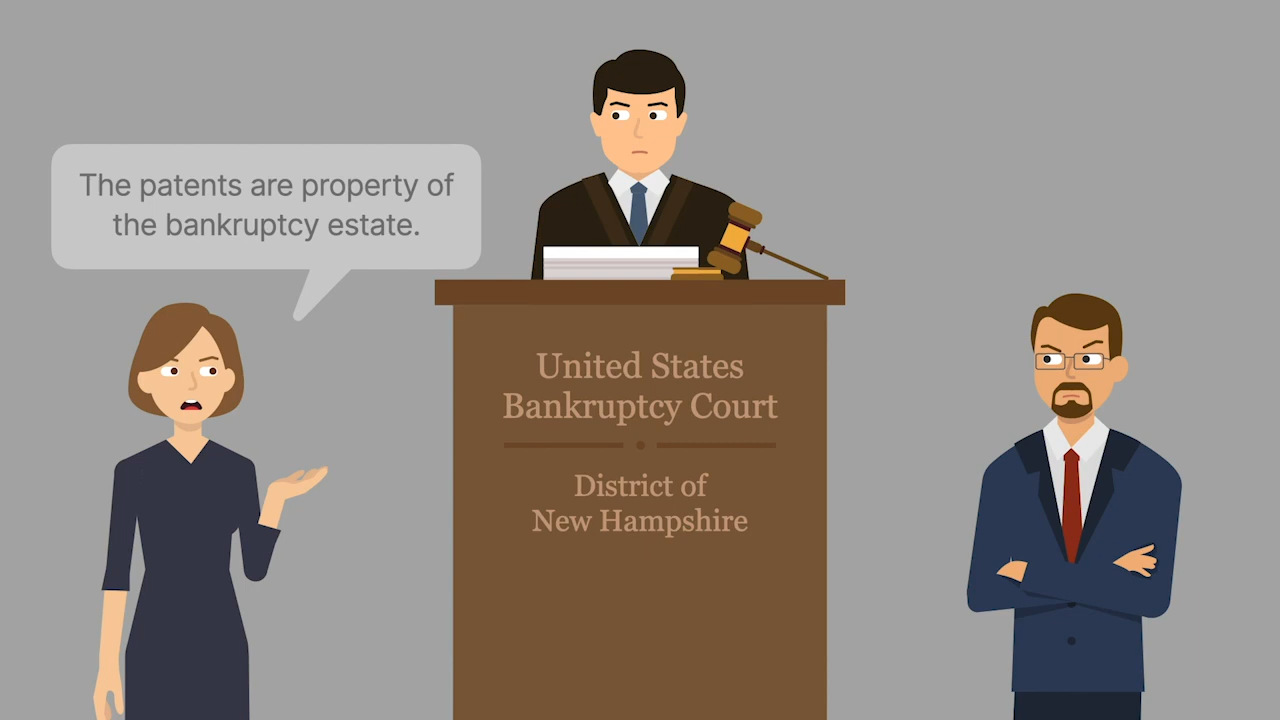 The patents are property of
the bankruptcy estate.
United States
Bankruptcy Court
District of
New Hampshire